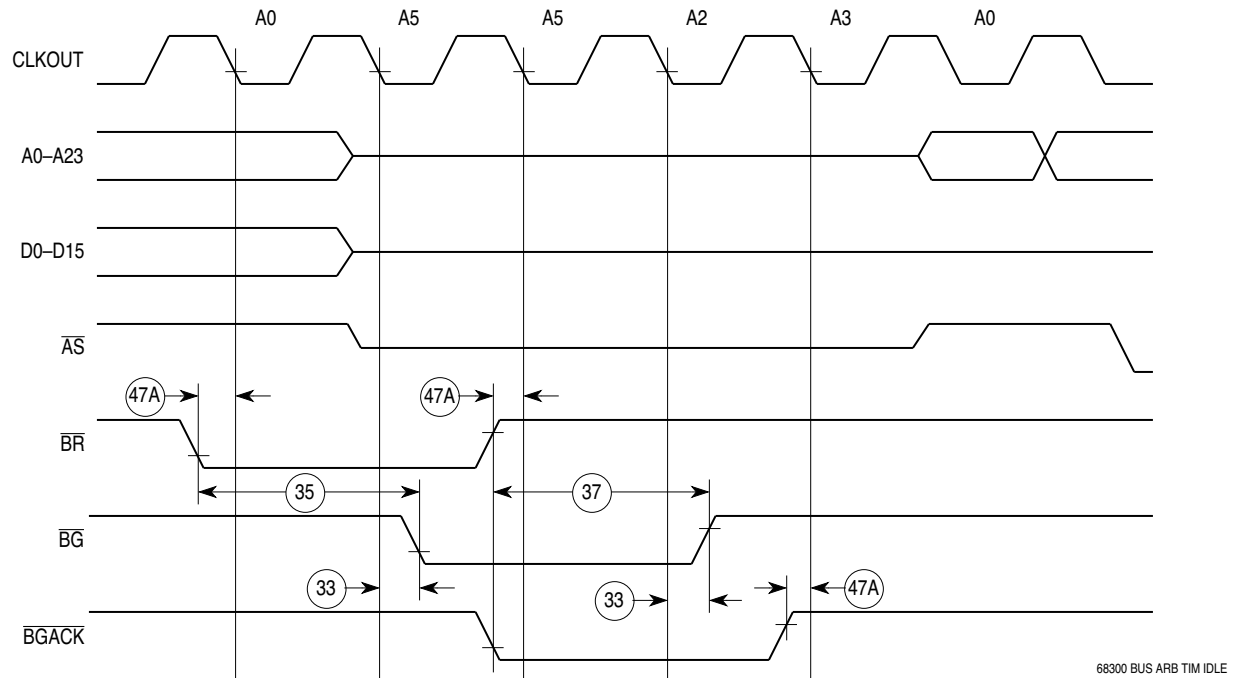 A0 A5 A5 A2 A3 A0
CLKOUT
A0–A23
D0–D15
AS
47A 47A
BR
35 37
BG
33 33 47A
BGACK
68300 BUS ARB TIM IDLE